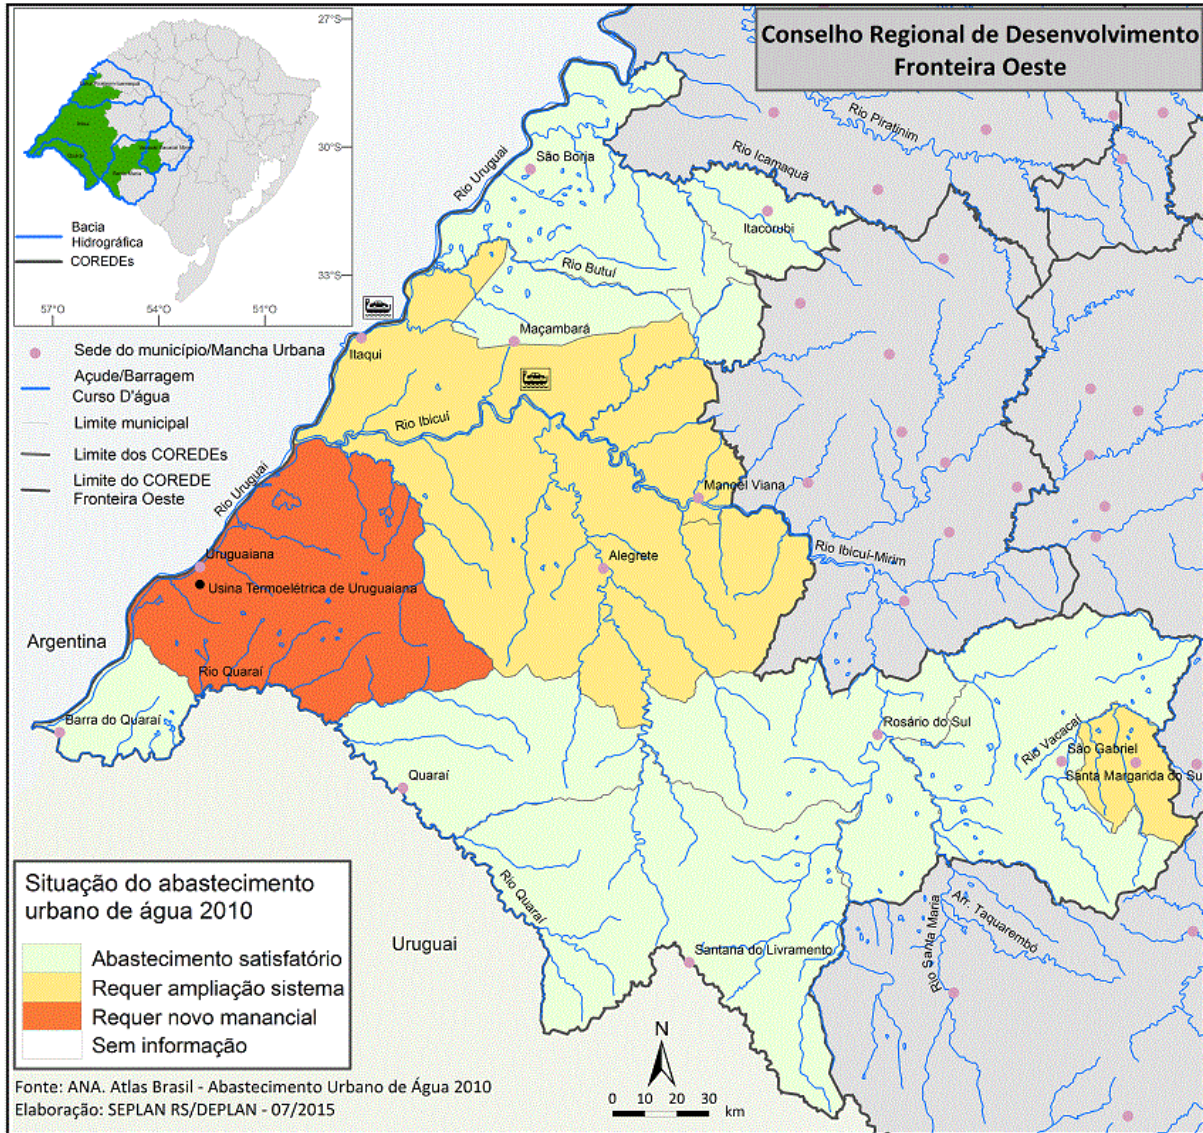 Conselho Regional de Desenvolvimento
Fronteira Oeste
27°S
30°S
33°S
57°O
54°O
51°O
Bacia
Hidrográfica
COREDEs
Sede do município/Mancha Urbana
Açude/Barragem
Curso D'água
Limite municipal
Limite dos COREDEs
Limite do COREDE
Fronteira Oeste
Rio Piratinim
Rio Icamaquã
Rio Uruguai
São Borja
Itacorubi
Rio Butuí
Maçambará
Itaqui
Rio Ibicuí
Rio Uruguai
Manoel Viana
Uruguaiana
Usina Termoelétrica de Uruguaiana
Alegrete
Rio Ibicuí-Mirim
Argentina
Rio Quaraí
Barra do Quaraí
Rosário do Sul
Rio Vacacaí
São Gabriel
Santa Margarida do Su
Quaraí
Rio Quaraí
Rio Santa Maria
Arr. Taquarembó
Uruguai
Santana do Livramento
Situação do abastecimento
urbano de água 2010
Abastecimento satisfatório
Requer ampliação sistema
Requer novo manancial
Sem informação
N
0 10 20 30 km
Fonte: ANA. Atlas Brasil - Abastecimento Urbano de Água 2010
Elaboração: SEPLAN RS/DEPLAN - 07/2015